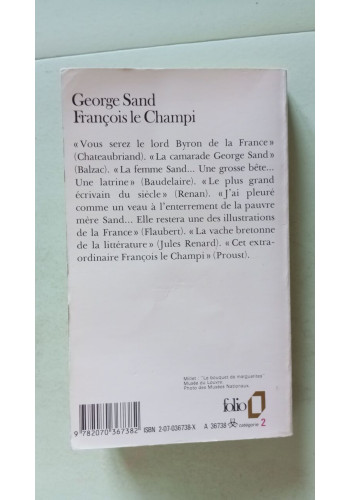 George Sand
François le Champi
« Vous serez le lord Byron de la France »
(Chateaubriand). « La camarade George Sand »
(Balzac). « La femme Sand... Une grosse bête...
Une latrine » (Baudelaire). « Le plus grand
écrivain du siècle » (Renan). « J'ai pleuré
comme un veau à l'enterrement de la pauvre
mère Sand... Elle restera une des illustrations
de la France » (Flaubert). « La vache bretonne
de la littérature » (Jules Renard). « Cet extra-
ordinaire François le Champi » (Proust).
Millet : "Le bouquet de marguerites"
Musée du Louvre.
Photo des Musées Nationaux.
folio
9 782070 367382
ISBN 2-07-036738-X
A 36738
catégorie 2